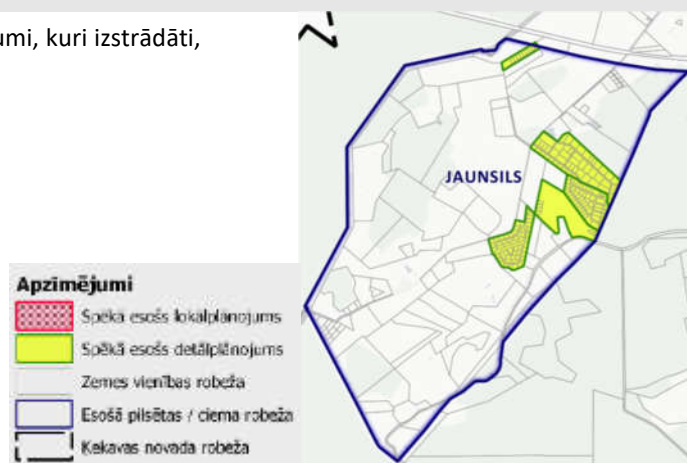 umi, kuri izstrādāti,
JAUNSILS
Apzīmējumi
Spēkā esošs lokālplānojums
Spēkā esošs detālplānojums
Zemes vienības robeža
Esošā pilsētas / ciema robeža
Ķekavas novada robeža